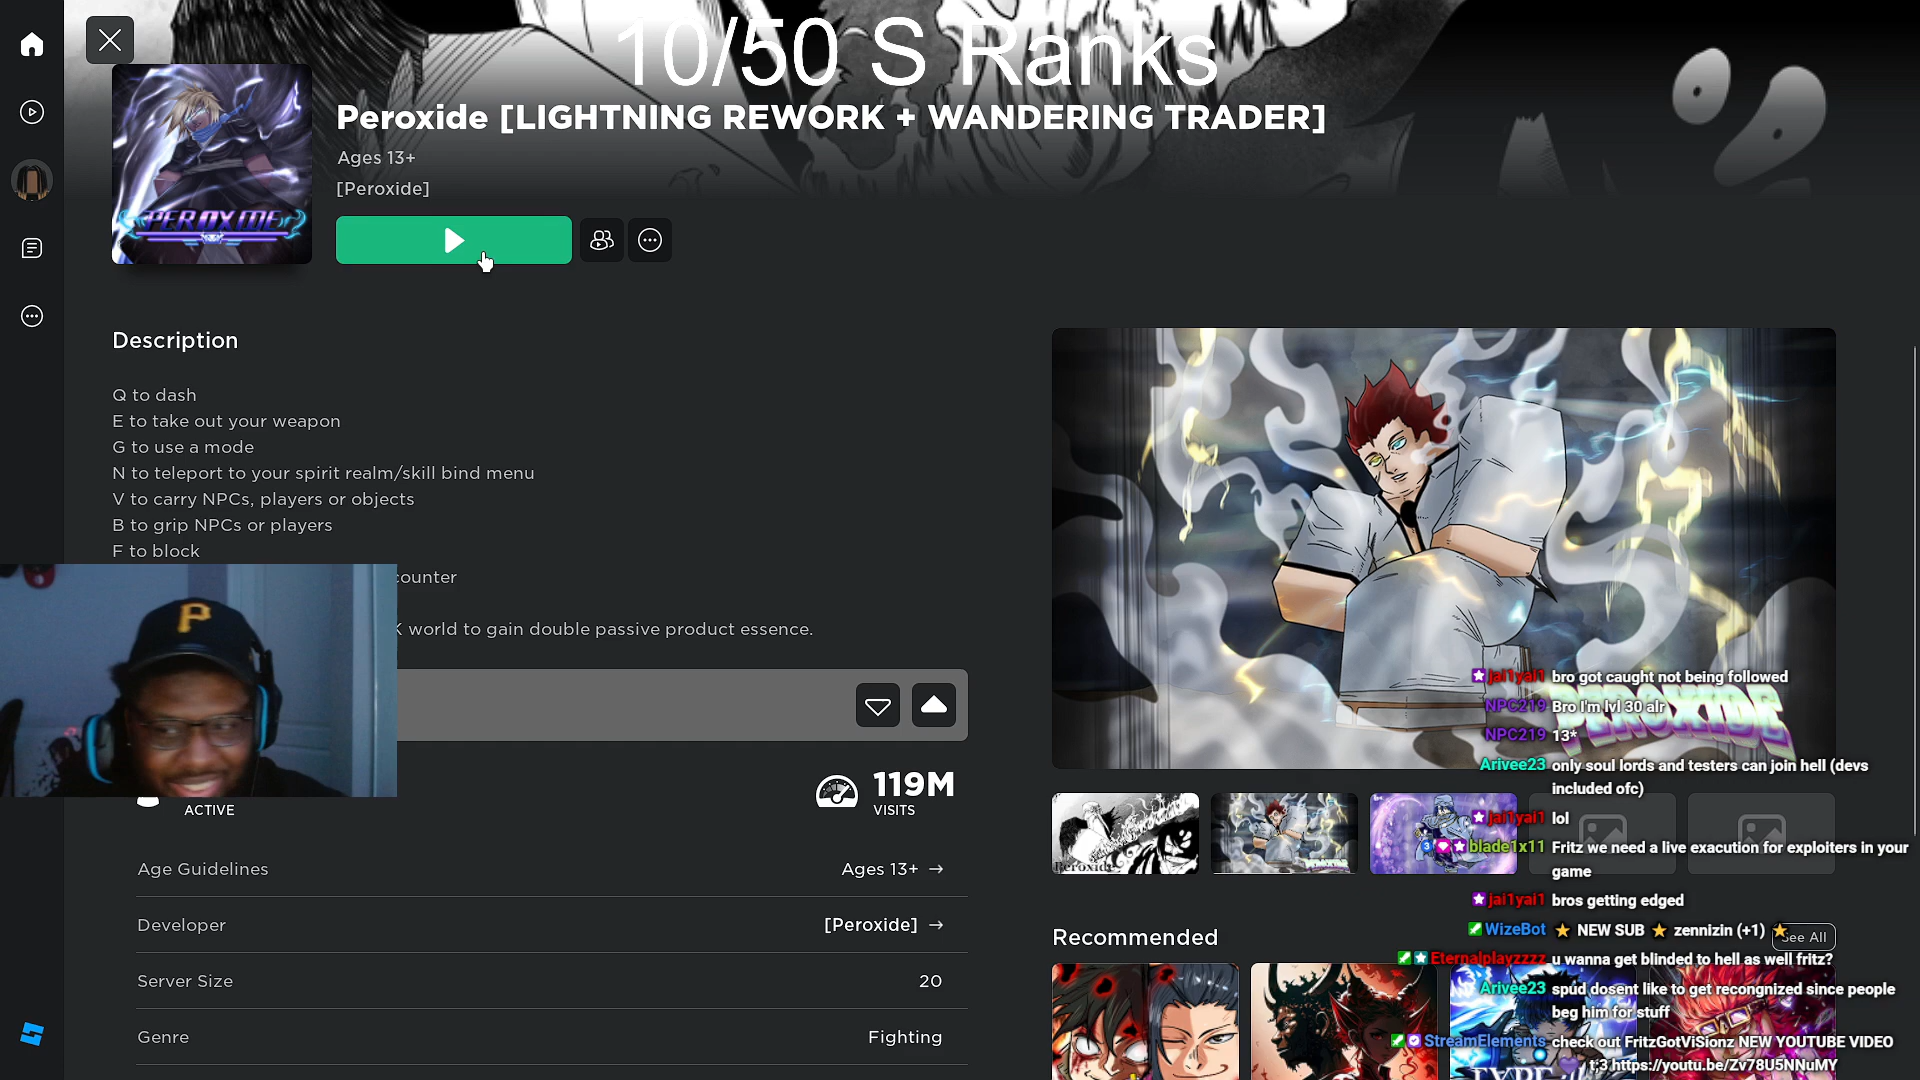 10/50 S Ranks
Peroxide [LIGHTNING REWORK + WANDERING TRADER]
Ages 13+
[Peroxide]
PEROXIDE
Description
Q to dash
E to take out your weapon
G to use a mode
N to teleport to your spirit realm/skill bind menu
V to carry NPCs, players or objects
B to grip NPCs or players
F to block
counter
K world to gain double passive product essence.
P
ACTIVE
119M
VISITS
Age Guidelines
Ages 13+ →
Developer
[Peroxide] →
Server Size
20
Genre
Fighting
PEROXIDE
Peroxide
Recommended
See All
jai1yai1 bro got caught not being followed
NPC219 Bro I'm lvl 30 alr
NPC219 13*
Arivee23 only soul lords and testers can join hell (devs
included ofc)
jai1yai1 lol
3 blade1x11 Fritz we need a live exacution for exploiters in your
game
jai1yai1 bros getting edged
WizeBot ★ NEW SUB ★ zennizin (+1) ★
Eternalplayzzzz u wanna get blinded to hell as well fritz?
Arivee23 spud dosent like to get recongnized since people
beg him for stuff
StreamElements check out FritzGotViSionz NEW YOUTUBE VIDEO
t;3 https://youtu.be/Zv78U5NNuMY